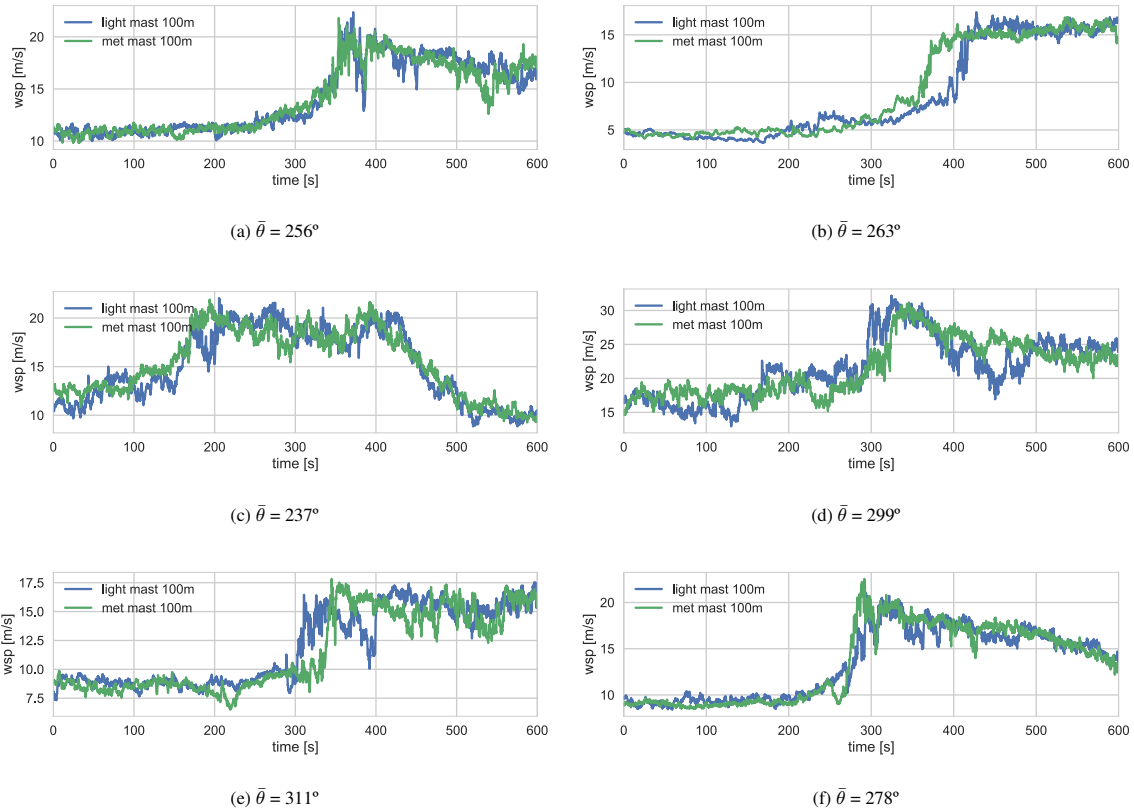 light mast 100m
met mast 100m
wsp [m/s]
20
15
10
0 100 200 300 400 500 600
time [s]
(a) θ̄ = 256º
light mast 100m
met mast 100m
wsp [m/s]
15
10
5
0 100 200 300 400 500 600
time [s]
(b) θ̄ = 263º
light mast 100m
met mast 100m
wsp [m/s]
20
15
10
0 100 200 300 400 500 600
time [s]
(c) θ̄ = 237º
light mast 100m
met mast 100m
wsp [m/s]
30
25
20
15
0 100 200 300 400 500 600
time [s]
(d) θ̄ = 299º
light mast 100m
met mast 100m
wsp [m/s]
17.5
15.0
12.5
10.0
7.5
0 100 200 300 400 500 600
time [s]
(e) θ̄ = 311º
light mast 100m
met mast 100m
wsp [m/s]
20
15
10
0 100 200 300 400 500 600
time [s]
(f) θ̄ = 278º